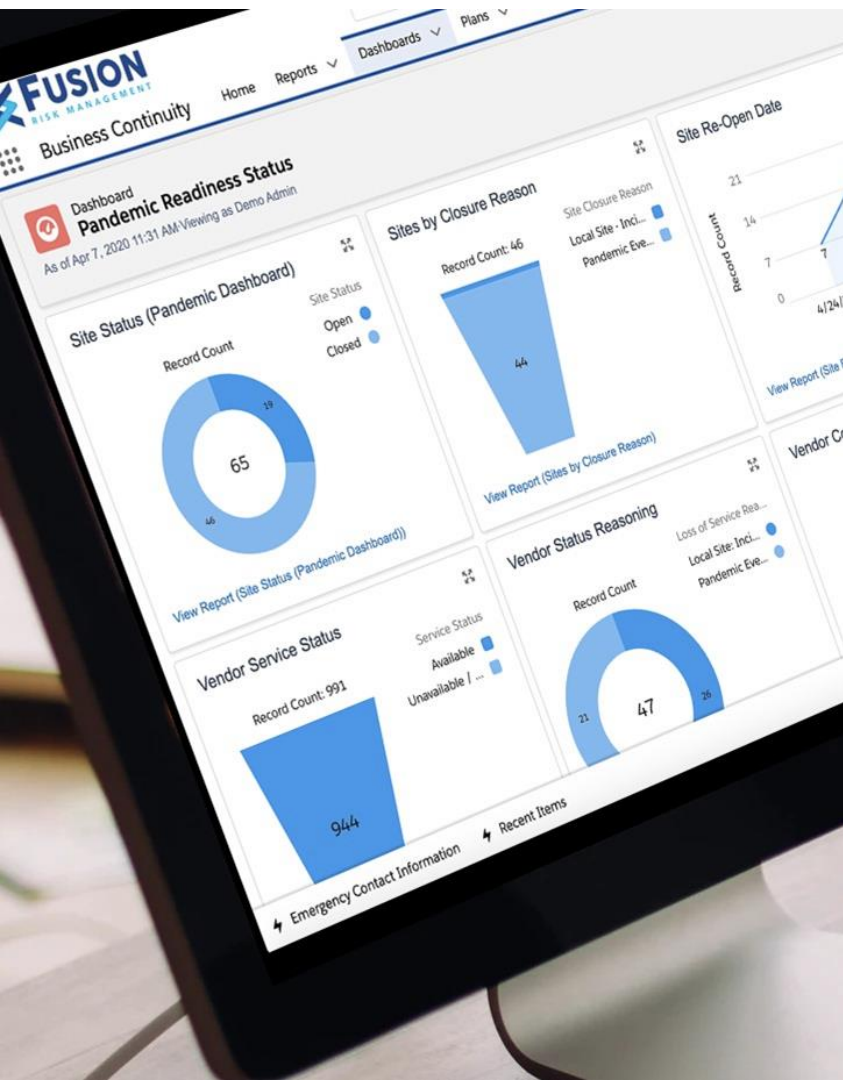 FUSION
RISK MANAGEMENT
Business Continuity
Home
Reports
Dashboards
Plans
Dashboard
Pandemic Readiness Status
As of Apr 7, 2020 11:31 AM·Viewing as Demo Admin
Site Status (Pandemic Dashboard)
Record Count
Site Status
Open
Closed
19
65
46
View Report (Site Status (Pandemic Dashboard))
Sites by Closure Reason
Record Count: 46
Site Closure Reason
Local Site - Inci...
Pandemic Eve...
44
View Report (Sites by Closure Reason)
Site Re-Open Date
Record Count
21
14
7
0
7
4/24/
View Report (Site
Vendor Service Status
Record Count: 991
Service Status
Available
Unavailable / ...
944
Vendor Status Reasoning
Record Count
Loss of Service Rea...
Local Site: Inci...
Pandemic Eve...
21
47
26
Vendor
Emergency Contact Information
Recent Items